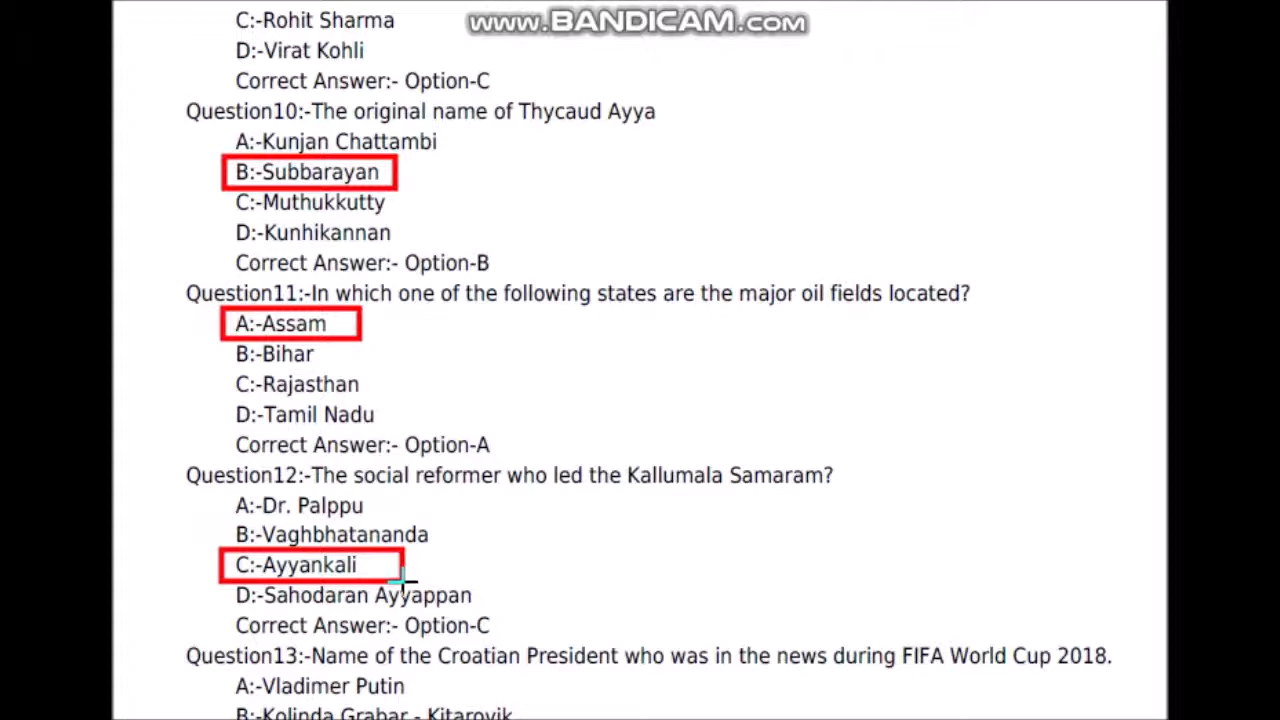 www.BANDICAM.com
C:-Rohit Sharma
D:-Virat Kohli
Correct Answer:- Option-C
Question10:-The original name of Thycaud Ayya
A:-Kunjan Chattambi
B:-Subbarayan
C:-Muthukkutty
D:-Kunhikannan
Correct Answer:- Option-B
Question11:-In which one of the following states are the major oil fields located?
A:-Assam
B:-Bihar
C:-Rajasthan
D:-Tamil Nadu
Correct Answer:- Option-A
Question12:-The social reformer who led the Kallumala Samaram?
A:-Dr. Palppu
B:-Vaghbhatananda
C:-Ayyankali
D:-Sahodaran Ayyappan
Correct Answer:- Option-C
Question13:-Name of the Croatian President who was in the news during FIFA World Cup 2018.
A:-Vladimer Putin
B:-Kolinda Grabar - Kitarovik